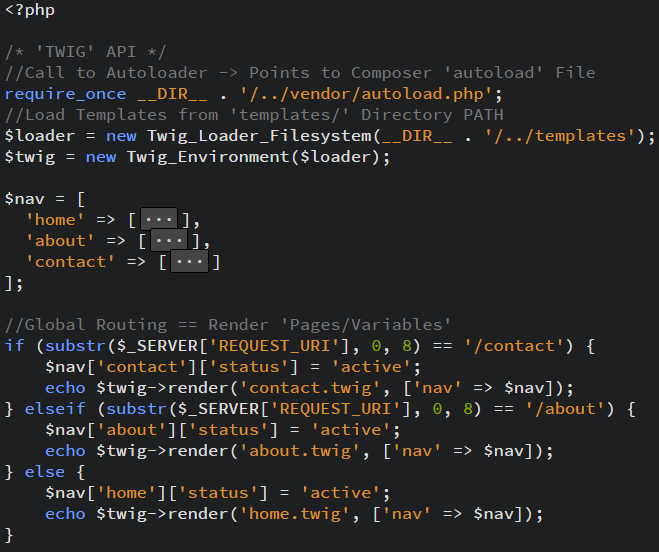 <?php
/* 'TWIG' API */
//Call to Autoloader -> Points to Composer 'autoload' File
require_once __DIR__ . '/../vendor/autoload.php';
//Load Templates from 'templates/' Directory PATH
$loader = new Twig_Loader_Filesystem(__DIR__ . '/../templates');
$twig = new Twig_Environment($loader);
$nav = [
  'home' => [ ··· ],
  'about' => [ ··· ],
  'contact' => [ ··· ]
];
//Global Routing == Render 'Pages/Variables'
if (substr($_SERVER['REQUEST_URI'], 0, 8) == '/contact') {
    $nav['contact']['status'] = 'active';
    echo $twig->render('contact.twig', ['nav' => $nav]);
} elseif (substr($_SERVER['REQUEST_URI'], 0, 8) == '/about') {
    $nav['about']['status'] = 'active';
    echo $twig->render('about.twig', ['nav' => $nav]);
} else {
    $nav['home']['status'] = 'active';
    echo $twig->render('home.twig', ['nav' => $nav]);
}